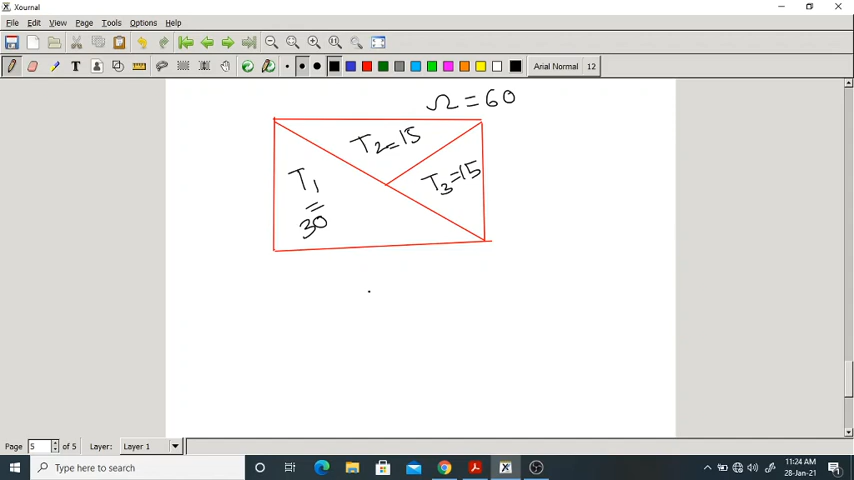 Xournal
File Edit View Page Tools Options Help
Arial Normal 12
Ω = 60
T2 = 15
T1
=
30
T3 = 15
Page 5 of 5 Layer: Layer 1
Type here to search
11:24 AM
28-Jan-21
1